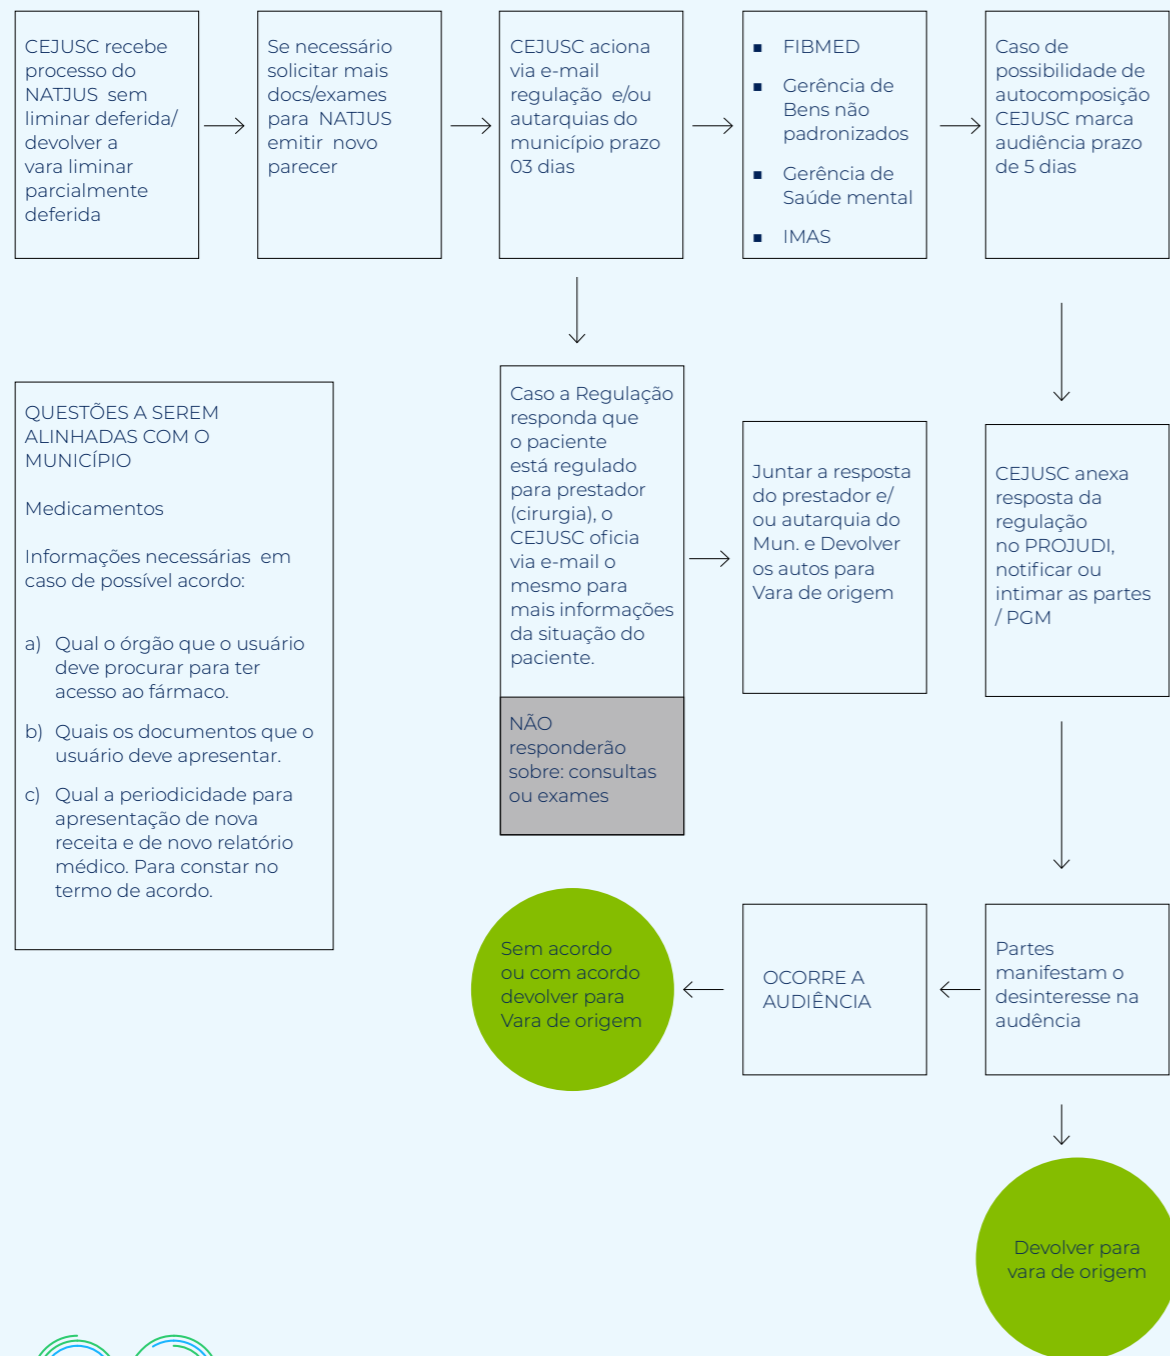 CEJUSC recebe
processo do
NATJUS sem
liminar deferida/
devolver a
vara liminar
parcialmente
deferida
Se necessário
solicitar mais
docs/exames
para NATJUS
emitir novo
parecer
CEJUSC aciona
via e-mail
regulação e/ou
autarquias do
município prazo
03 dias
▪ FIBMED
▪ Gerência de
Bens não
padronizados
▪ Gerência de
Saúde mental
▪ IMAS
Caso de
possibilidade de
autocomposição
CEJUSC marca
audiência prazo
de 5 dias
QUESTÕES A SEREM
ALINHADAS COM O
MUNICÍPIO
Medicamentos
Informações necessárias em
caso de possível acordo:
a) Qual o órgão que o usuário
deve procurar para ter
acesso ao fármaco.
b) Quais os documentos que o
usuário deve apresentar.
c) Qual a periodicidade para
apresentação de nova
receita e de novo relatório
médico. Para constar no
termo de acordo.
Caso a Regulação
responda que
o paciente
está regulado
para prestador
(cirurgia), o
CEJUSC oficia
via e-mail o
mesmo para
mais informações
da situação do
paciente.
NÃO
responderão
sobre: consultas
ou exames
Juntar a resposta
do prestador e/
ou autarquia do
Mun. e Devolver
os autos para
Vara de origem
CEJUSC anexa
resposta da
regulação
no PROJUDI,
notificar ou
intimar as partes
/ PGM
Partes
manifestam o
desinteresse na
audência
OCORRE A
AUDIÊNCIA
Sem acordo
ou com acordo
devolver para
Vara de origem
Devolver para
vara de origem